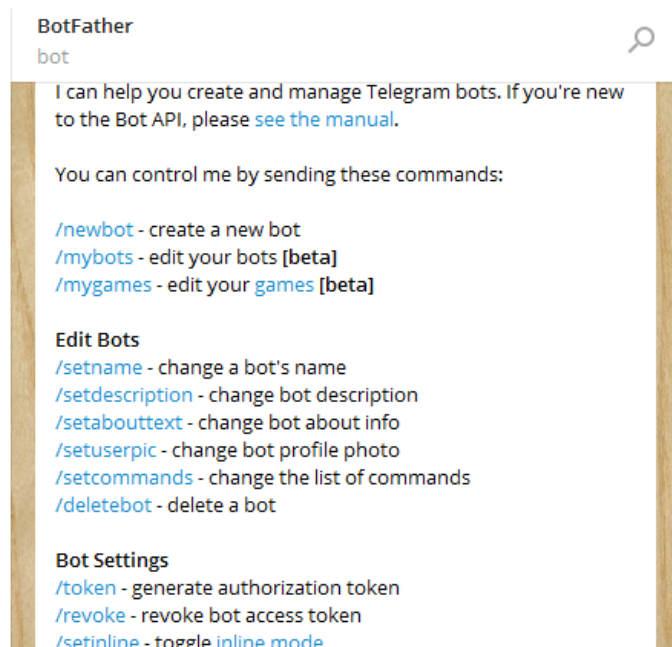 BotFather
bot
I can help you create and manage Telegram bots. If you're new
to the Bot API, please see the manual.
You can control me by sending these commands:
/newbot - create a new bot
/mybots - edit your bots [beta]
/mygames - edit your games [beta]
Edit Bots
/setname - change a bot's name
/setdescription - change bot description
/setabouttext - change bot about info
/setuserpic - change bot profile photo
/setcommands - change the list of commands
/deletebot - delete a bot
Bot Settings
/token - generate authorization token
/revoke - revoke bot access token
/setinline - toggle inline mode